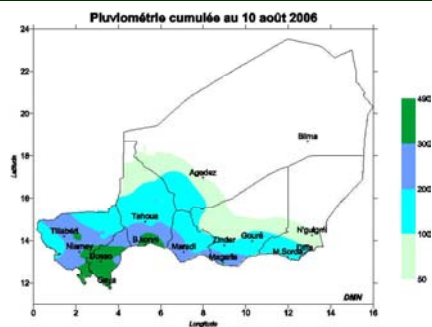 Pluviométrie cumulée au 10 août 2006
24
22
20
18
16
14
12
Latitude
Bilma
Agadez
Tahoua
Tillabéri
Niamey
B.konni
Maradi
Zinder
Gouré
N'guigmi
Diffa
M.Soroa
Magaria
Dosso
Gaya
DMN
0 2 4 6 8 10 12 14 16
Longitude
490
300
200
100
50